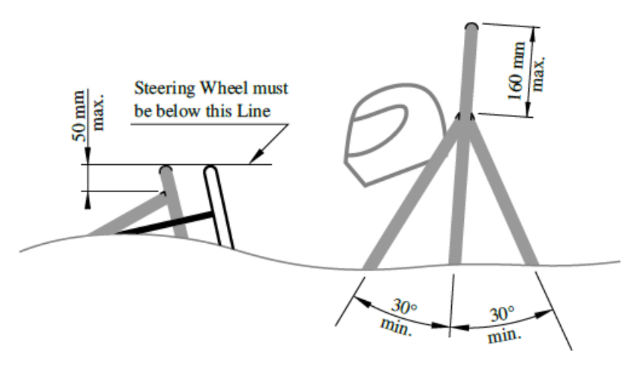 Steering Wheel must
be below this Line
50 mm
max.
160 mm
max.
30°
min.
30°
min.